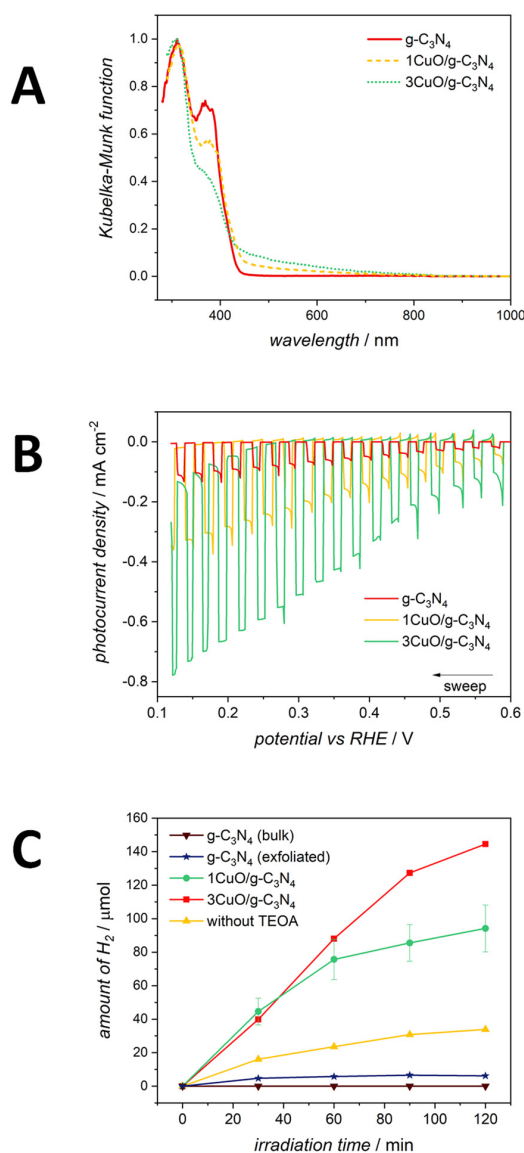 A
Kubelka-Munk function
1.0
0.8
0.6
0.4
0.2
0.0
g-C₃N₄
1CuO/g-C₃N₄
3CuO/g-C₃N₄
400
600
800
1000
wavelength / nm
B
photocurrent density / mA cm⁻²
0.0
-0.2
-0.4
-0.6
-0.8
g-C₃N₄
1CuO/g-C₃N₄
3CuO/g-C₃N₄
sweep
0.1
0.2
0.3
0.4
0.5
0.6
potential vs RHE / V
C
amount of H₂ / μmol
160
140
120
100
80
60
40
20
0
g-C₃N₄ (bulk)
g-C₃N₄ (exfoliated)
1CuO/g-C₃N₄
3CuO/g-C₃N₄
without TEOA
0
20
40
60
80
100
120
irradiation time / min